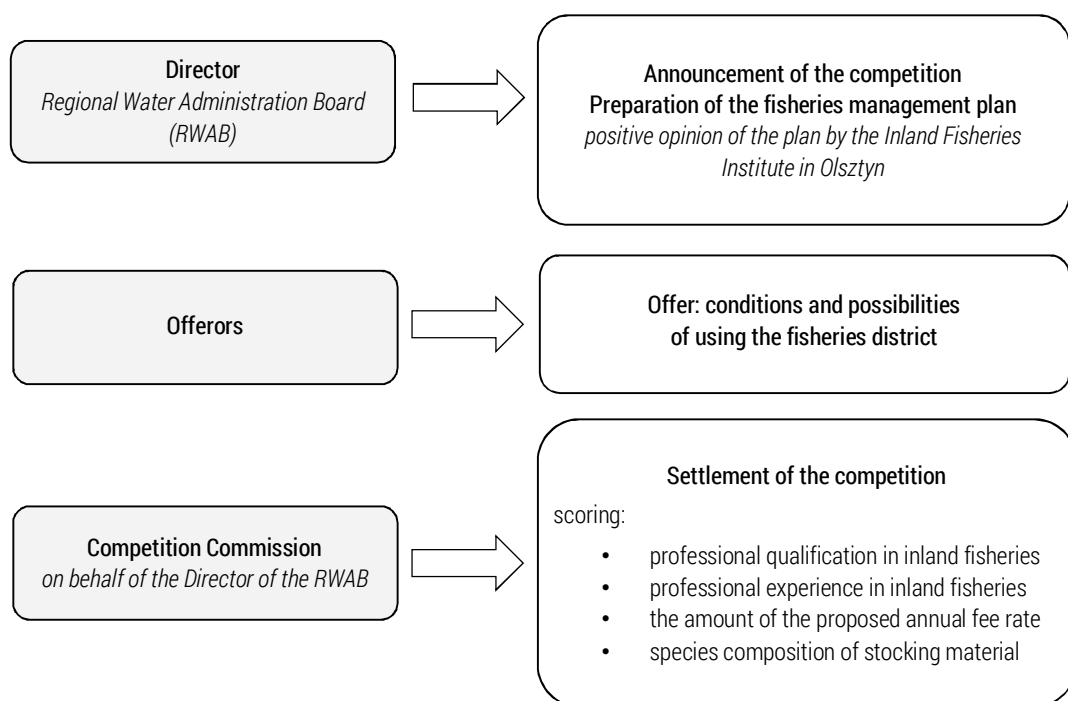 Director
Regional Water Administration Board
(RWAB)
Announcement of the competition
Preparation of the fisheries management plan
positive opinion of the plan by the Inland Fisheries
Institute in Olsztyn
Offerors
Offer: conditions and possibilities
of using the fisheries district
Competition Commission
on behalf of the Director of the RWAB
Settlement of the competition
scoring:
• professional qualification in inland fisheries
• professional experience in inland fisheries
• the amount of the proposed annual fee rate
• species composition of stocking material